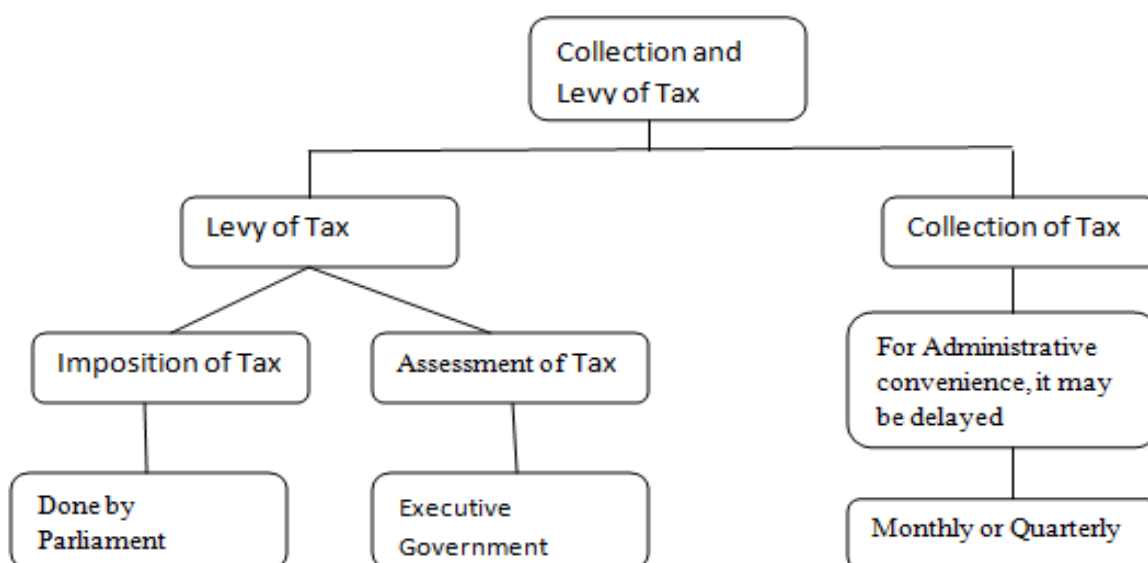 Collection and
Levy of Tax
Levy of Tax
Collection of Tax
Imposition of Tax
Assessment of Tax
For Administrative
convenience, it may
be delayed
Done by
Parliament
Executive
Government
Monthly or Quarterly